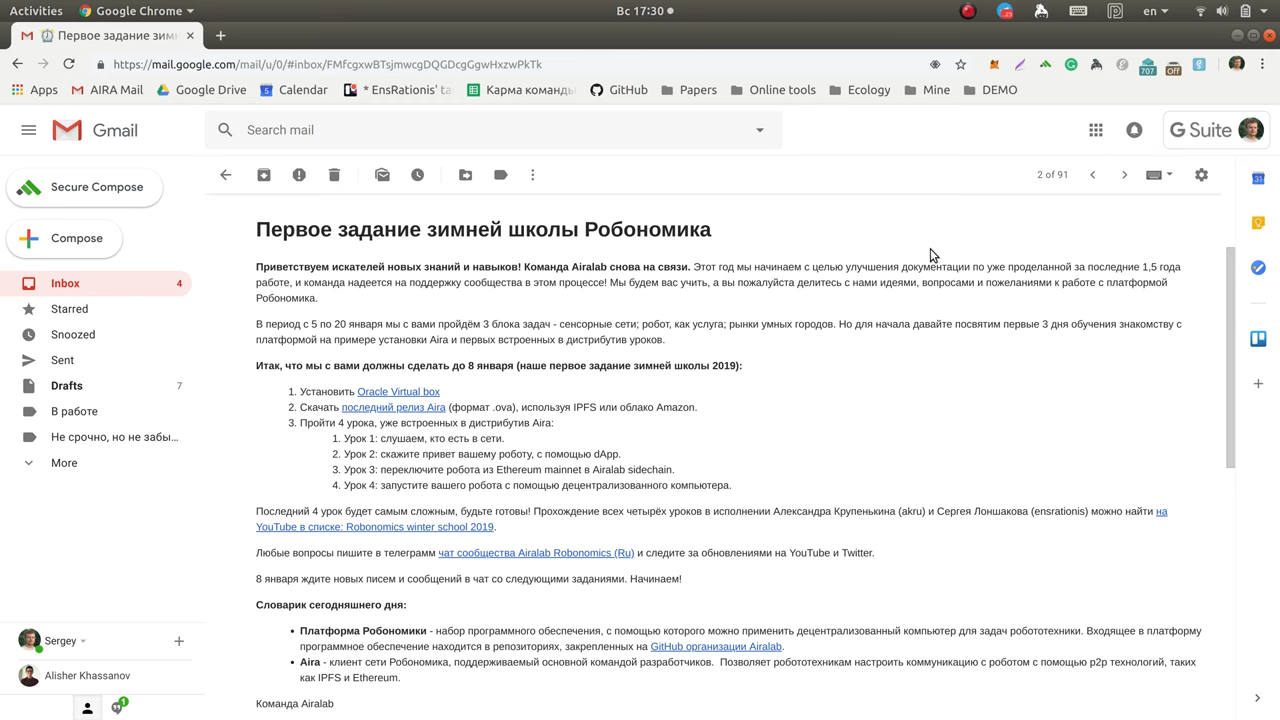 Activities
Google Chrome
Вс 17:30
en
Первое задание зим
https://mail.google.com/mail/u/0/#inbox/FMfcgxwBTsjmwcgDQGDcgGgwHxzwPkTk
707
Off
Apps
AIRA Mail
Google Drive
Calendar
* EnsRationis' ta
Карма команды
GitHub
Papers
Online tools
Ecology
Mine
DEMO
Gmail
Search mail
G Suite
Secure Compose
2 of 91
Compose
Inbox 4
Starred
Snoozed
Sent
Drafts 7
В работе
Не срочно, но не забы...
More
Первое задание зимней школы Робономика
Приветствуем искателей новых знаний и навыков! Команда Airalab снова на связи. Этот год мы начинаем с целью улучшения документации по уже проделанной за последние 1,5 года
работе, и команда надеется на поддержку сообщества в этом процессе! Мы будем вас учить, а вы пожалуйста делитесь с нами идеями, вопросами и пожеланиями к работе с платформой
Робономика.
В период с 5 по 20 января мы с вами пройдём 3 блока задач - сенсорные сети; робот, как услуга; рынки умных городов. Но для начала давайте посвятим первые 3 дня обучения знакомству с
платформой на примере установки Aira и первых встроенных в дистрибутив уроков.
Итак, что мы с вами должны сделать до 8 января (наше первое задание зимней школы 2019):
1. Установить Oracle Virtual box
2. Скачать последний релиз Aira (формат .ova), используя IPFS или облако Amazon.
3. Пройти 4 урока, уже встроенных в дистрибутив Aira:
1. Урок 1: слушаем, кто есть в сети.
2. Урок 2: скажите привет вашему роботу, с помощью dApp.
3. Урок 3: переключите робота из Ethereum mainnet в Airalab sidechain.
4. Урок 4: запустите вашего робота с помощью децентрализованного компьютера.
Последний 4 урок будет самым сложным, будьте готовы! Прохождение всех четырёх уроков в исполнении Александра Крупенькина (akru) и Сергея Лоншакова (ensrationis) можно найти на
YouTube в списке: Robonomics winter school 2019.
Любые вопросы пишите в телеграмм чат сообщества Airalab Robonomics (Ru) и следите за обновлениями на YouTube и Twitter.
8 января ждите новых писем и сообщений в чат со следующими заданиями. Начинаем!
Словарик сегодняшнего дня:
• Платформа Робономики - набор программного обеспечения, с помощью которого можно применить децентрализованный компьютер для задач робототехники. Входящее в платформу
программное обеспечение находится в репозиториях, закрепленных на GitHub организации Airalab.
• Aira - клиент сети Робономика, поддерживаемый основной командой разработчиков. Позволяет робототехникам настроить коммуникацию с роботом с помощью p2p технологий, таких
как IPFS и Ethereum.
Команда Airalab
Sergey
Alisher Khassanov
1